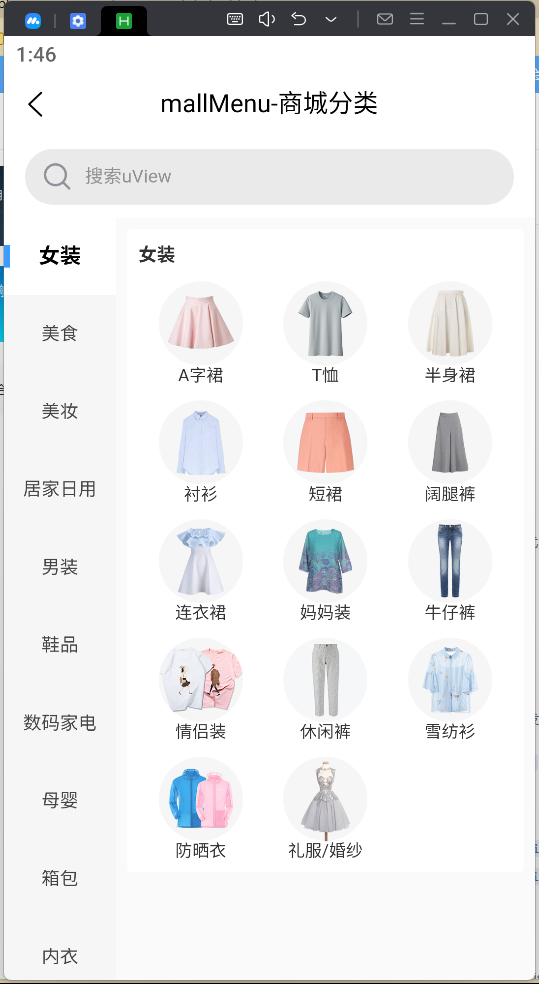 1:46
mallMenu-商城分类
搜索uView
女装
美食
美妆
居家日用
男装
鞋品
数码家电
母婴
箱包
内衣
女装
A字裙
T恤
半身裙
衬衫
短裙
阔腿裤
连衣裙
妈妈装
牛仔裤
情侣装
休闲裤
雪纺衫
防晒衣
礼服/婚纱